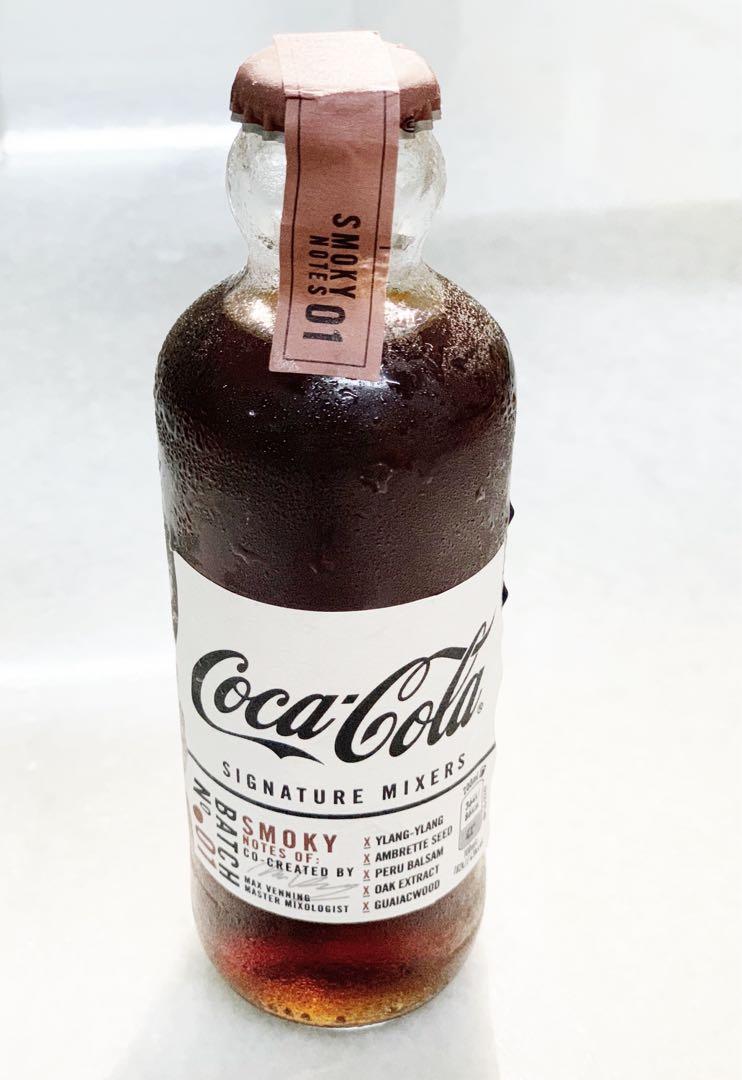 SMOKY
NOTES 01
Coca-Cola®
SIGNATURE MIXERS
BATCH
Nº 01
SMOKY
NOTES OF:
CO-CREATED BY
MAX VENNING
MASTER MIXOLOGIST
X YLANG-YLANG
X AMBRETTE SEED
X PERU BALSAM
X OAK EXTRACT
X GUAIACWOOD
200ml